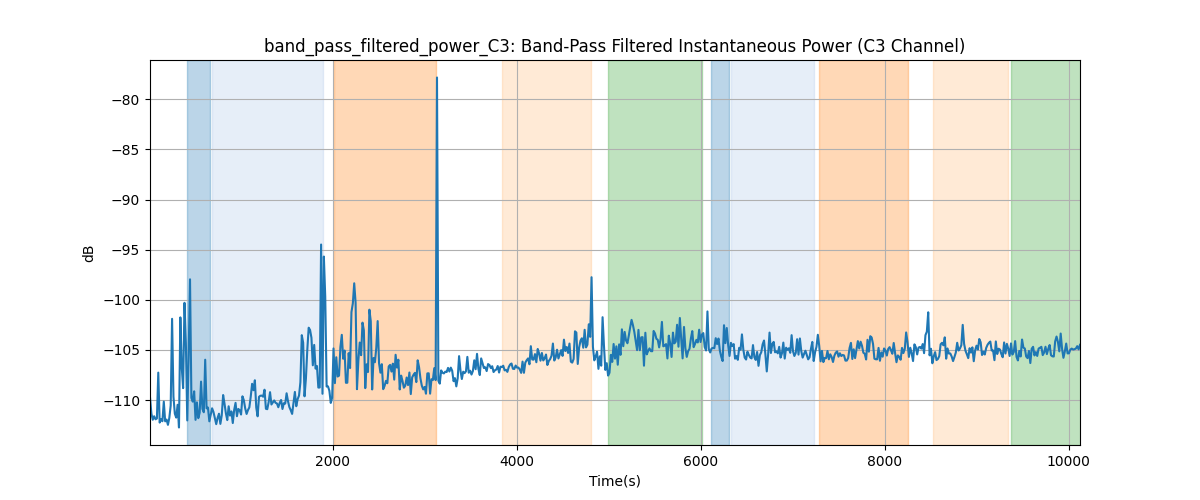 band_pass_filtered_power_C3: Band-Pass Filtered Instantaneous Power (C3 Channel)
−80
−85
−90
−95
−100
−105
−110
dB
2000 4000 6000 8000 10000
Time(s)